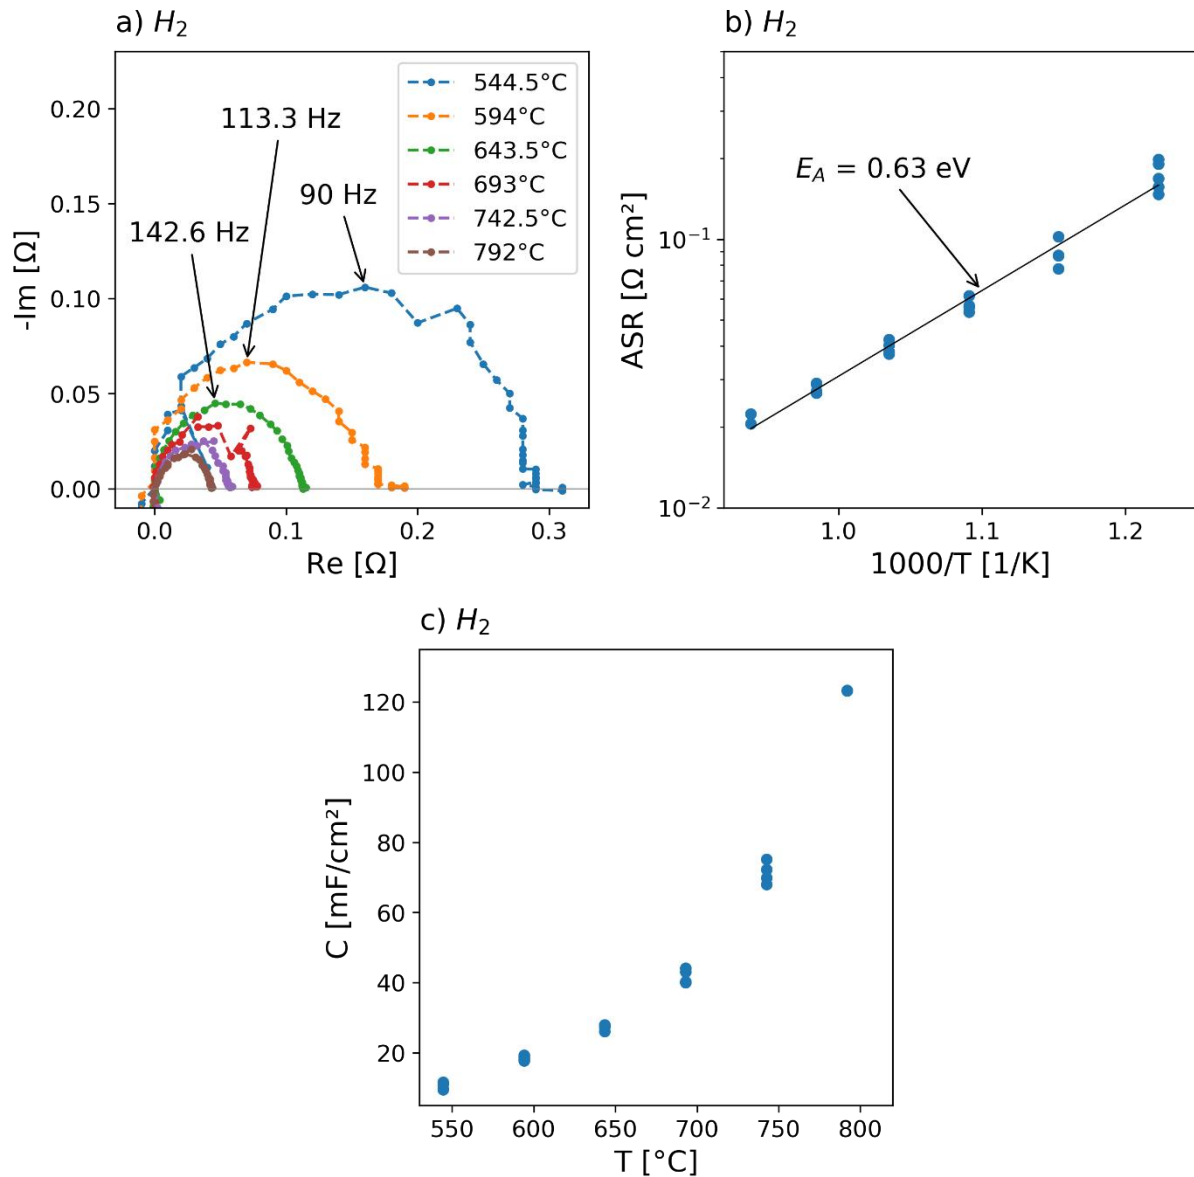 a) H₂
-Im [Ω]
0.20
0.15
0.10
0.05
0.00
0.0 0.1 0.2 0.3
Re [Ω]
113.3 Hz
90 Hz
142.6 Hz
544.5°C
594°C
643.5°C
693°C
742.5°C
792°C
b) H₂
ASR [Ω cm²]
10⁻¹
10⁻²
1.0 1.1 1.2
1000/T [1/K]
E_A = 0.63 eV
c) H₂
C [mF/cm²]
120
100
80
60
40
20
550 600 650 700 750 800
T [°C]